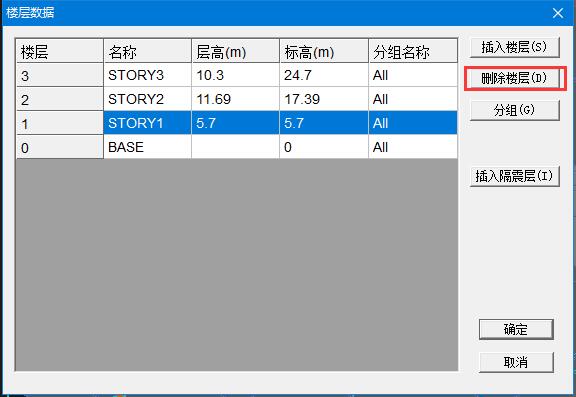 楼层数据
楼层 名称 层高(m) 标高(m) 分组名称
3 STORY3 10.3 24.7 All
2 STORY2 11.69 17.39 All
1 STORY1 5.7 5.7 All
0 BASE 0 All
插入楼层(S)
删除楼层(D)
分组(G)
插入隔震层(I)
确定
取消